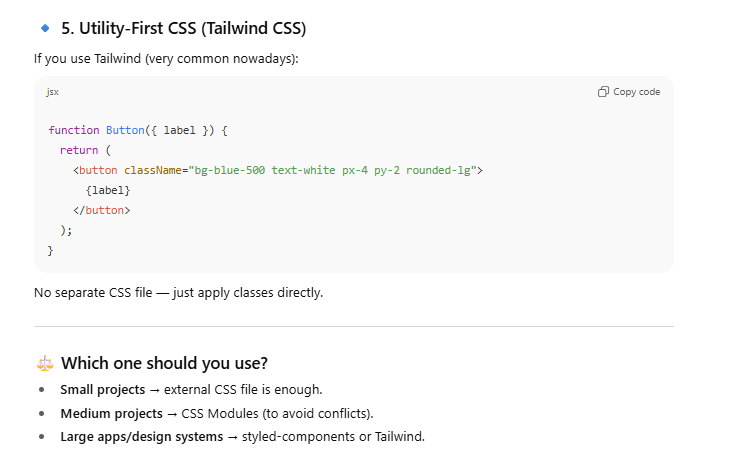 5. Utility-First CSS (Tailwind CSS)
If you use Tailwind (very common nowadays):
jsx
Copy code
function Button({ label }) {
  return (
    <button className="bg-blue-500 text-white px-4 py-2 rounded-lg">
      {label}
    </button>
  );
}
No separate CSS file — just apply classes directly.
⚖️ Which one should you use?
• Small projects → external CSS file is enough.
• Medium projects → CSS Modules (to avoid conflicts).
• Large apps/design systems → styled-components or Tailwind.